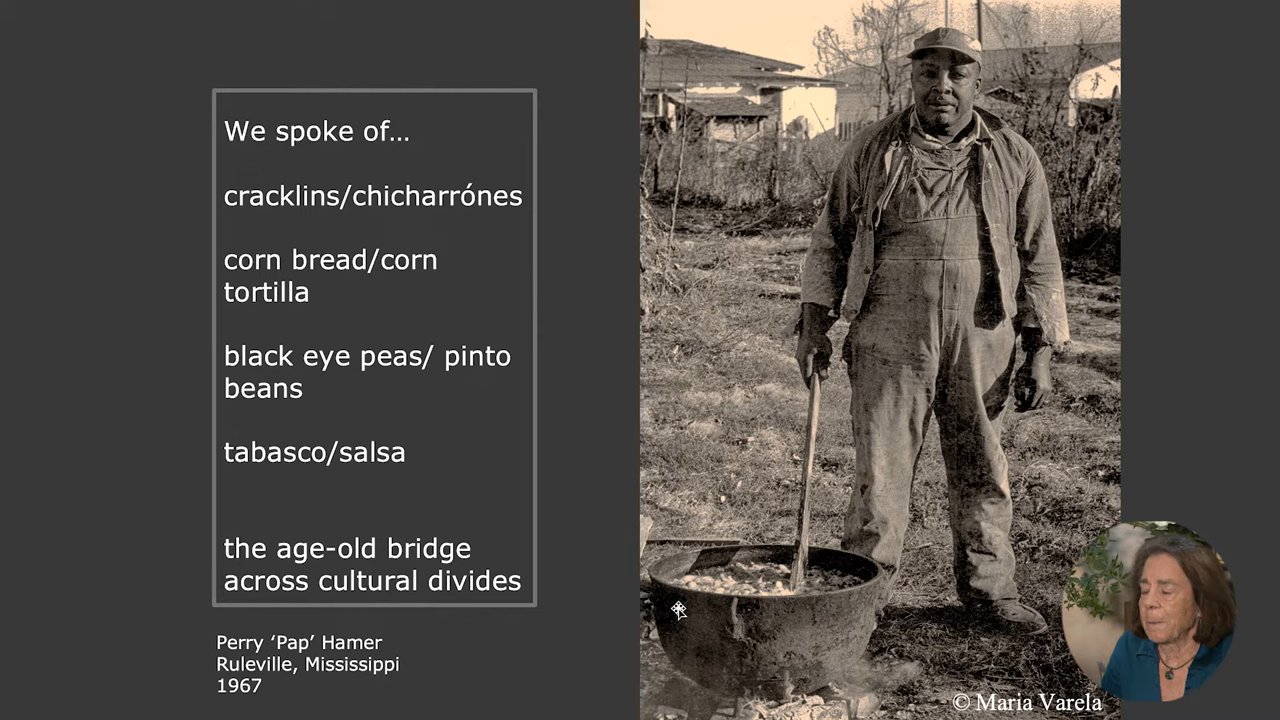 We spoke of…
cracklins/chicharrónes
corn bread/corn
tortilla
black eye peas/ pinto
beans
tabasco/salsa
the age-old bridge
across cultural divides
Perry ‘Pap’ Hamer
Ruleville, Mississippi
1967
© Maria Varela